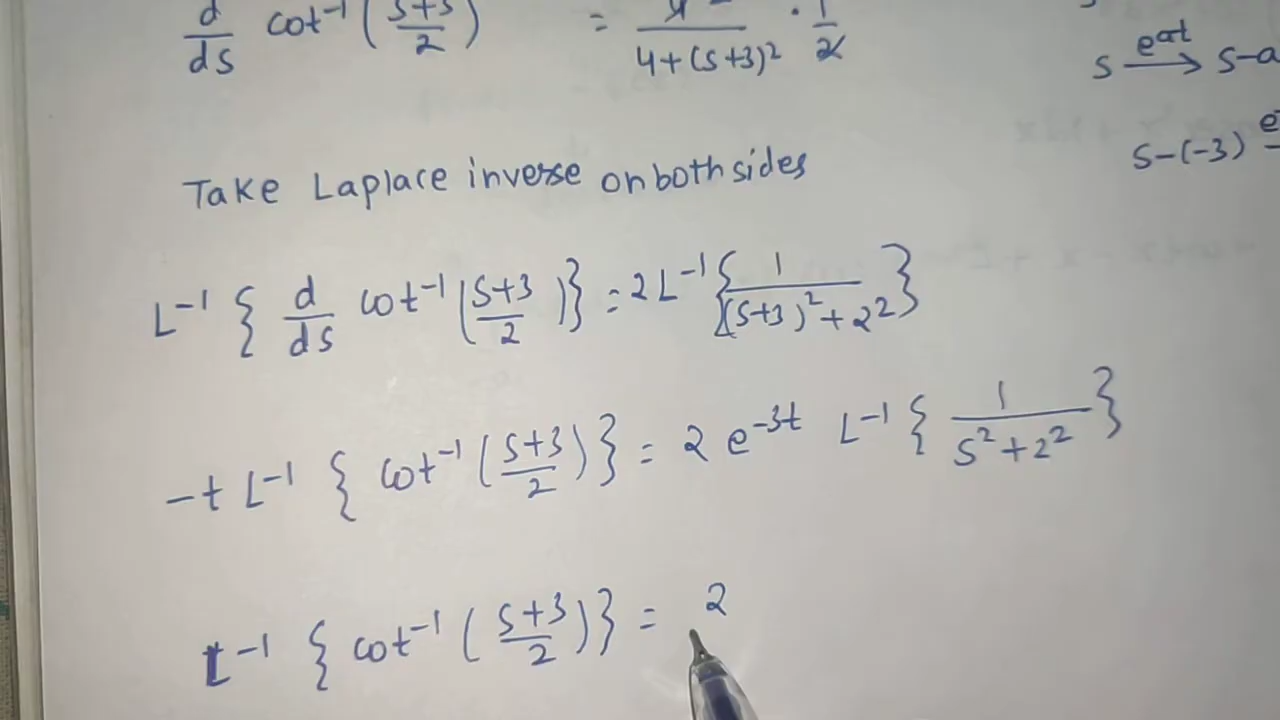 d/ds cot⁻¹(s+3/2) = 4/4+(s+3)² · 1/2
s —e^at→ s-a
s-(-3) e
Take Laplace inverse on both sides
L⁻¹ { d/ds cot⁻¹(s+3/2)} = 2 L⁻¹{1/(s+3)²+2²}
-t L⁻¹ { cot⁻¹(s+3/2)} = 2 e^-3t L⁻¹ {1/s²+2²}
L⁻¹ { cot⁻¹(s+3/2)} = 2